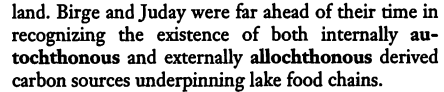 land. Birge and Juday were far ahead of their time in
recognizing the existence of both internally au-
tochthonous and externally allochthonous derived
carbon sources underpinning lake food chains.